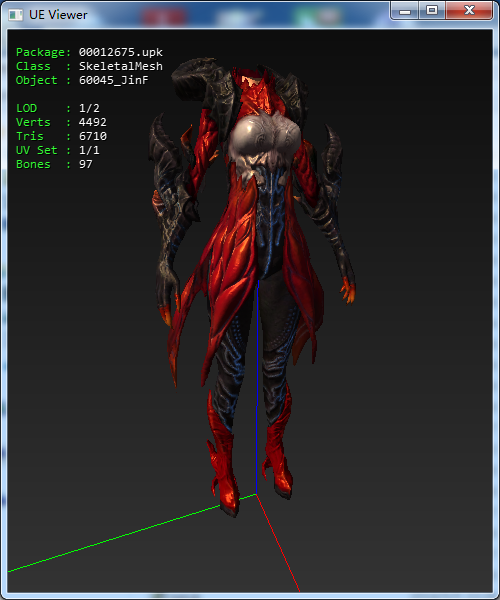 UE Viewer
Package: 00012675.upk
Class : SkeletalMesh
Object : 60045_JinF
LOD : 1/2
Verts : 4492
Tris : 6710
UV Set : 1/1
Bones : 97